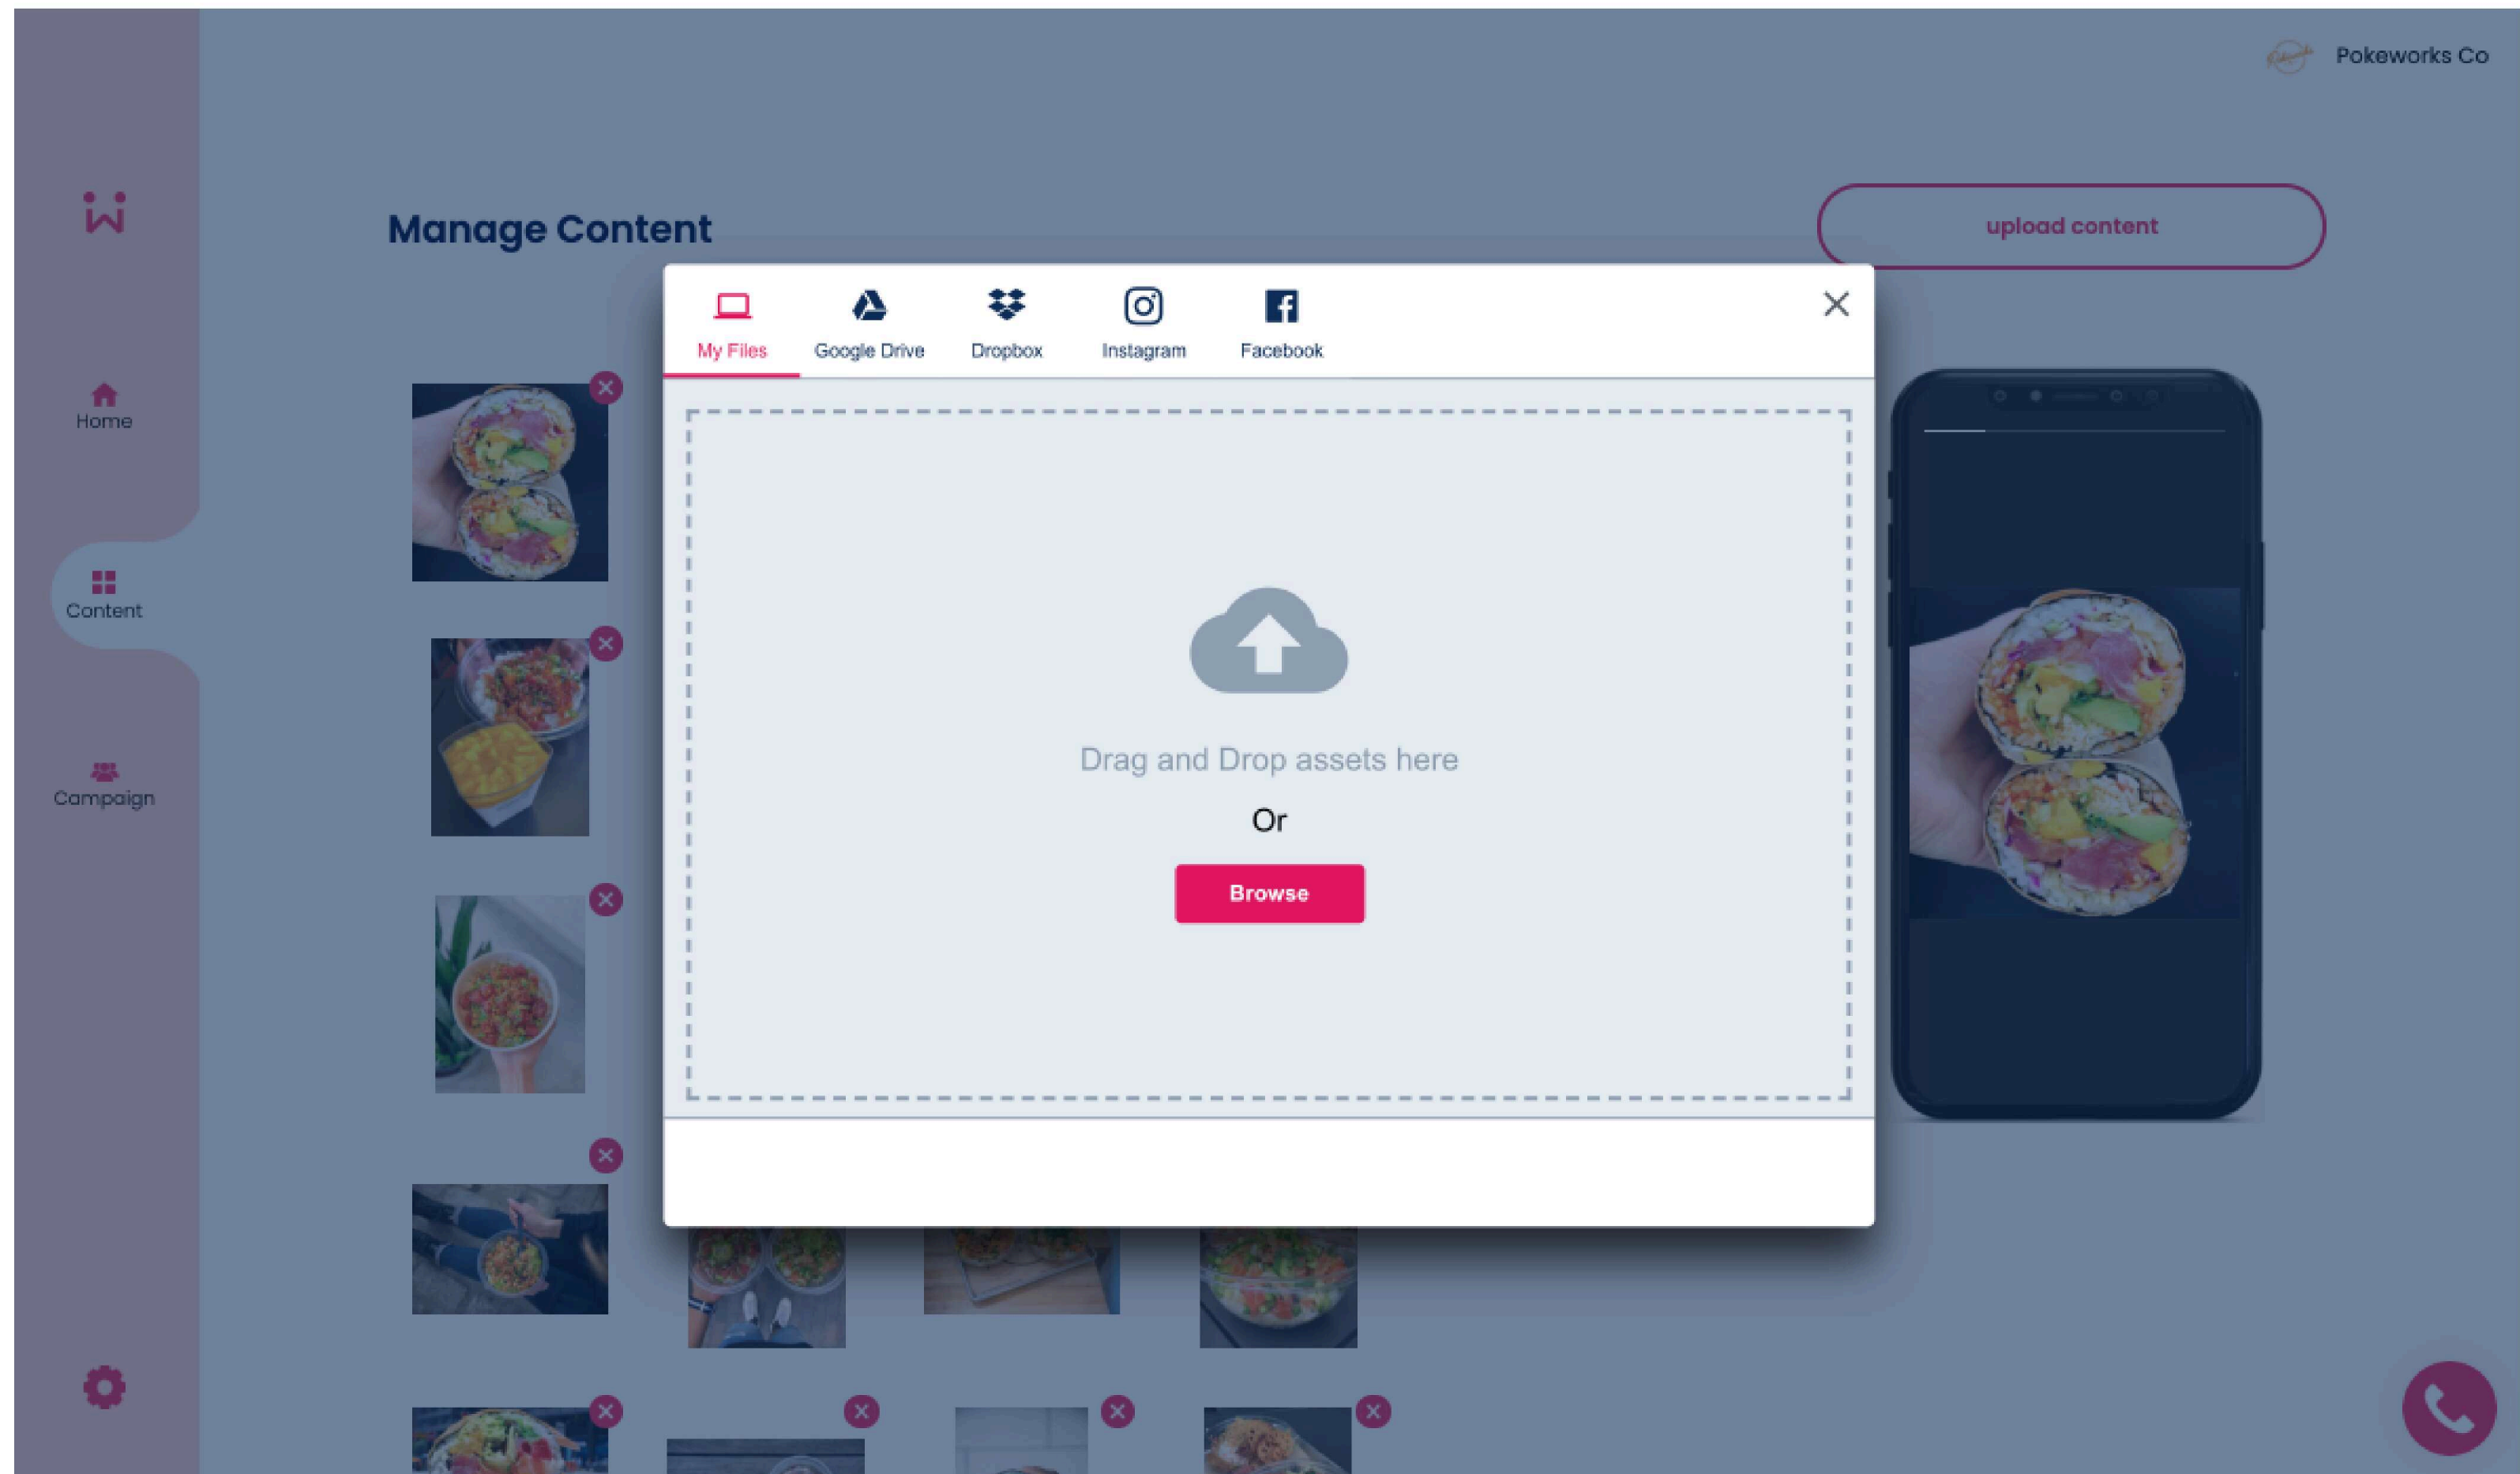 Pokeworks Co
Manage Content
upload content
My Files
Google Drive
Dropbox
Instagram
Facebook
Home
Content
Campaign
Drag and Drop assets here
Or
Browse